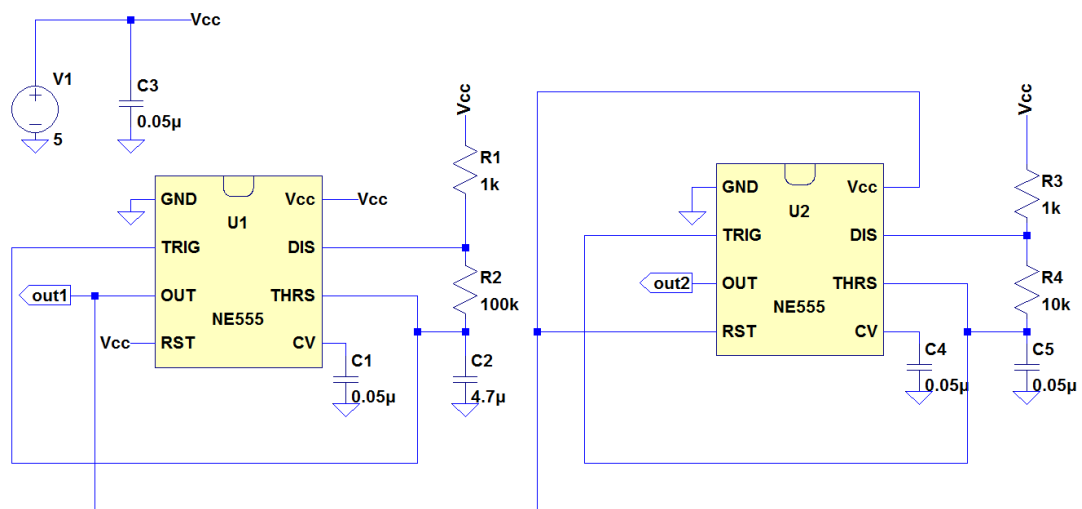 Vcc
V1
5
C3
0.05µ
Vcc
R1
1k
GND
Vcc
Vcc
U1
TRIG
DIS
R2
100k
out1
OUT
THRS
NE555
Vcc
RST
CV
C1
0.05µ
C2
4.7µ
Vcc
R3
1k
GND
Vcc
U2
TRIG
DIS
R4
10k
out2
OUT
THRS
NE555
RST
CV
C4
0.05µ
C5
0.05µ